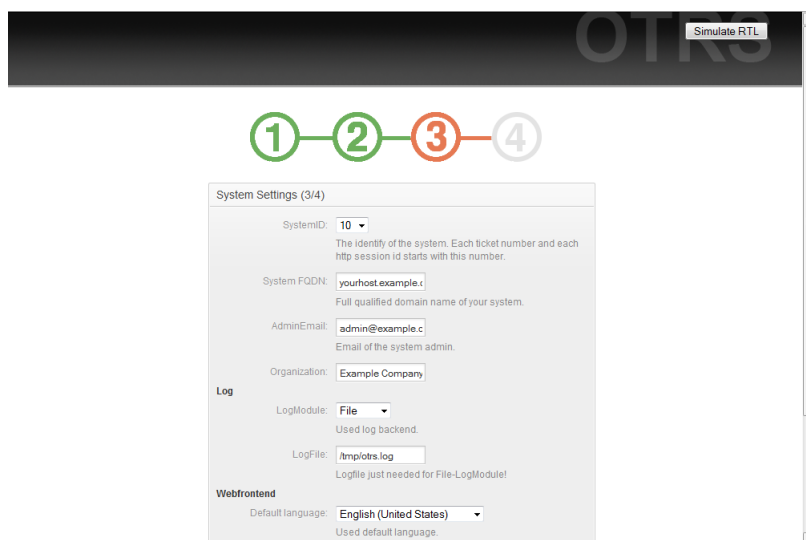 OTRS
Simulate RTL
1 2 3 4
System Settings (3/4)
SystemID: 10
The identify of the system. Each ticket number and each
http session id starts with this number.
System FQDN: yourhost.example.c
Full qualified domain name of your system.
AdminEmail: admin@example.c
Email of the system admin.
Organization: Example Company
Log
LogModule: File
Used log backend.
LogFile: /tmp/otrs.log
Logfile just needed for File-LogModule!
Webfrontend
Default language: English (United States)
Used default language.